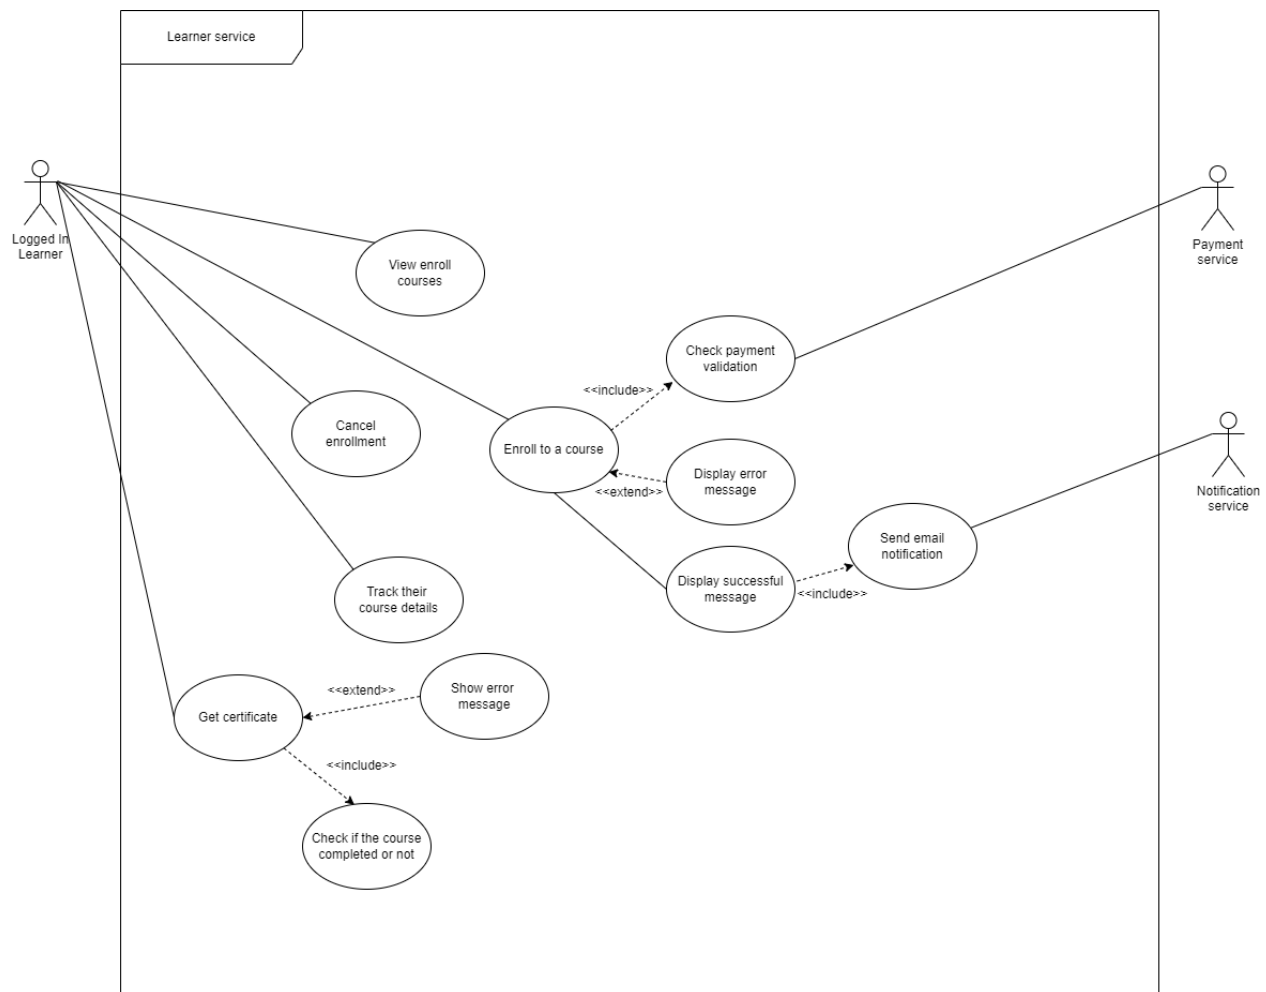 Learner service
Logged In
Learner
Payment
service
View enroll
courses
Check payment
validation
<<include>>
Cancel
enrollment
Enroll to a course
Display error
message
<<extend>>
Notification
service
Send email
notification
Display successful
message
<<include>>
Track their
course details
<<extend>>
Show error
message
Get certificate
<<include>>
Check if the course
completed or not